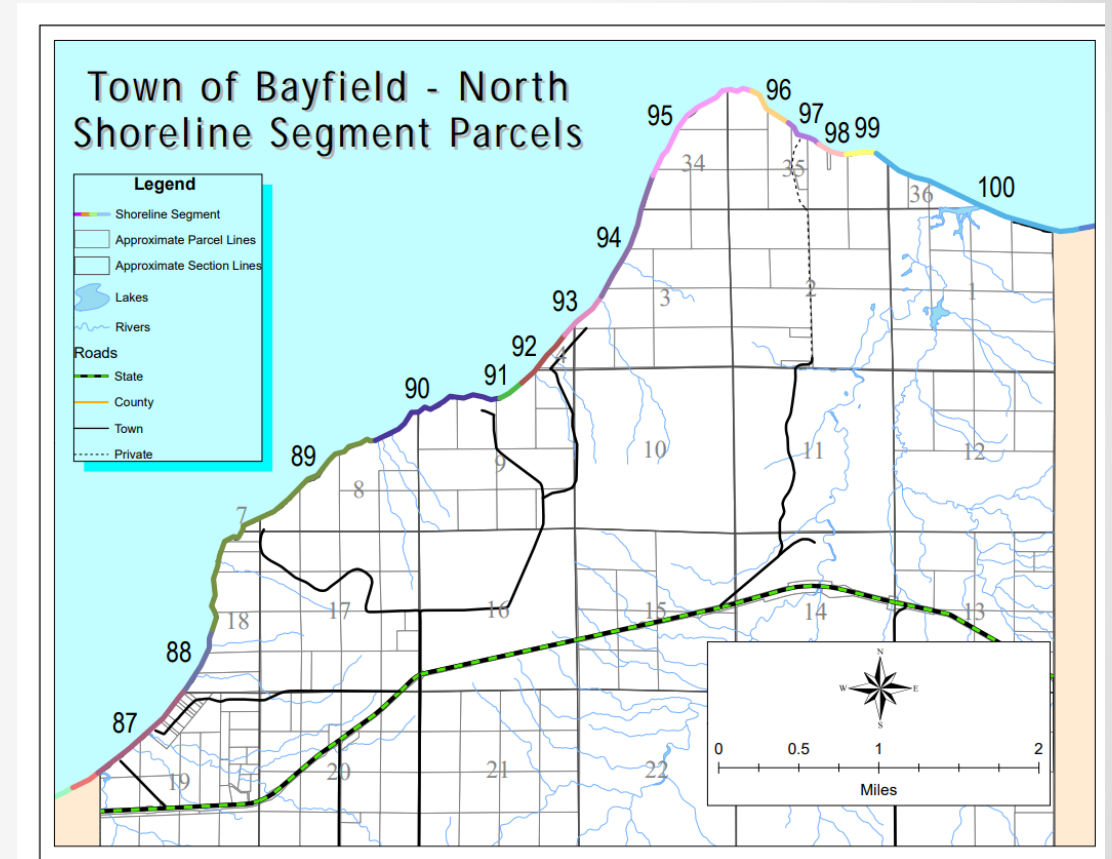 Town of Bayfield - North
Shoreline Segment Parcels
Legend
Shoreline Segment
Approximate Parcel Lines
Approximate Section Lines
Lakes
Rivers
Roads
State
County
Town
Private
96
95
97
98 99
34
35
36
100
94
3
2
1
93
92
4
91
90
89
10
11
12
9
8
7
18
17
16
15
14
13
88
87
19
20
21
22
N
W E
S
0 0.5 1 2
Miles